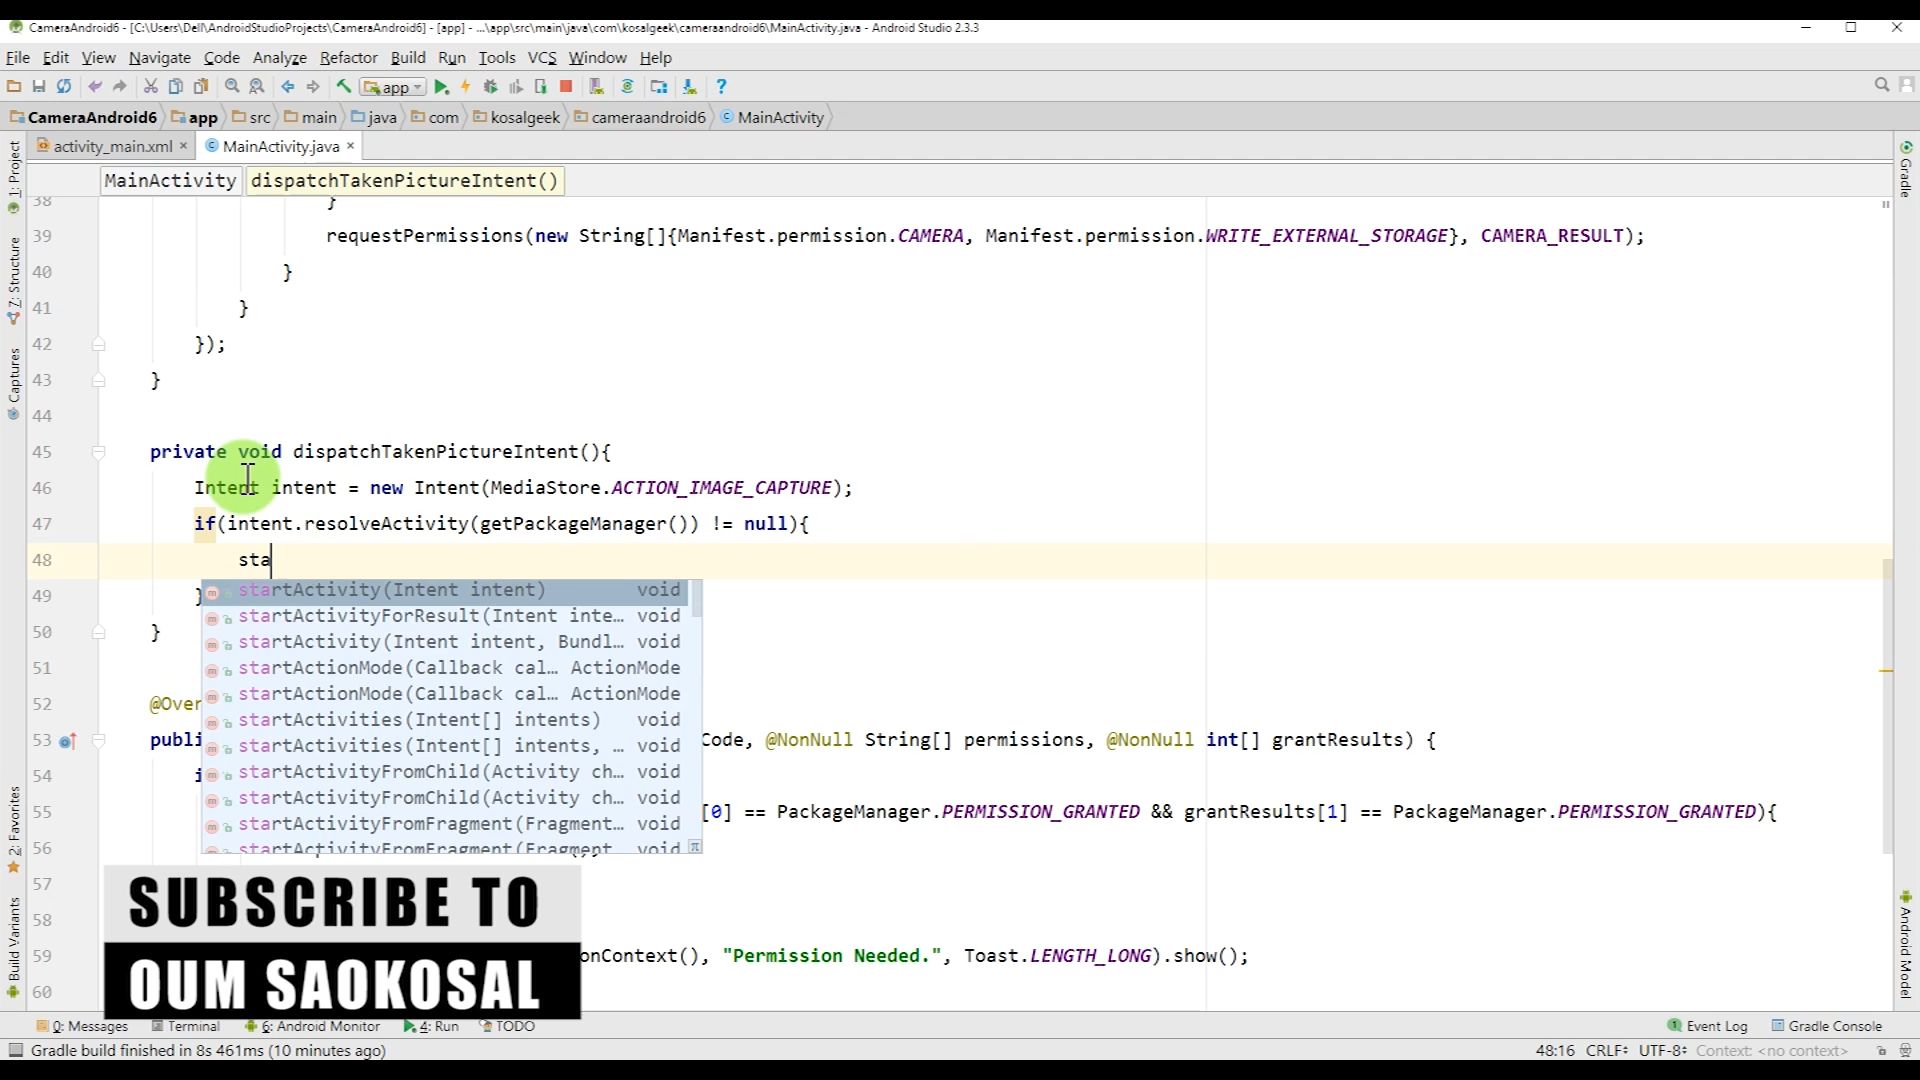 CameraAndroid6 - [C:\Users\Dell\AndroidStudioProjects\CameraAndroid6] - [app] - ...\app\src\main\java\com\kosalgeek\cameraandroid6\MainActivity.java - Android Studio 2.3.3
File Edit View Navigate Code Analyze Refactor Build Run Tools VCS Window Help
app
CameraAndroid6 app src main java com kosalgeek cameraandroid6 MainActivity
activity_main.xml MainActivity.java
MainActivity dispatchTakenPictureIntent()
38 }
39 requestPermissions(new String[]{Manifest.permission.CAMERA, Manifest.permission.WRITE_EXTERNAL_STORAGE}, CAMERA_RESULT);
40 }
41 }
42 });
43 }
44
45 private void dispatchTakenPictureIntent(){
46 Intent intent = new Intent(MediaStore.ACTION_IMAGE_CAPTURE);
47 if(intent.resolveActivity(getPackageManager()) != null){
48 sta
49 }
startActivity(Intent intent) void
startActivityForResult(Intent inte... void
50 }
startActivity(Intent intent, Bundl... void
51
startActionMode(Callback cal... ActionMode
startActionMode(Callback cal... ActionMode
52 @Over
startActivities(Intent[] intents) void
53 publi Code, @NonNull String[] permissions, @NonNull int[] grantResults) {
startActivities(Intent[] intents, ... void
54 i
startActivityFromChild(Activity ch... void
startActivityFromChild(Activity ch... void
55 [0] == PackageManager.PERMISSION_GRANTED && grantResults[1] == PackageManager.PERMISSION_GRANTED){
startActivityFromFragment(Fragment... void
56
startActivityFromFragment(Fragment void
57
58
59 onContext(), "Permission Needed.", Toast.LENGTH_LONG).show();
60
SUBSCRIBE TO
OUM SAOKOSAL
1: Project
7: Structure
Captures
2: Favorites
Build Variants
Gradle
Android Model
0: Messages Terminal 6: Android Monitor 4: Run TODO 1 Event Log Gradle Console
Gradle build finished in 8s 461ms (10 minutes ago) 48:16 CRLF UTF-8 Context: <no context>